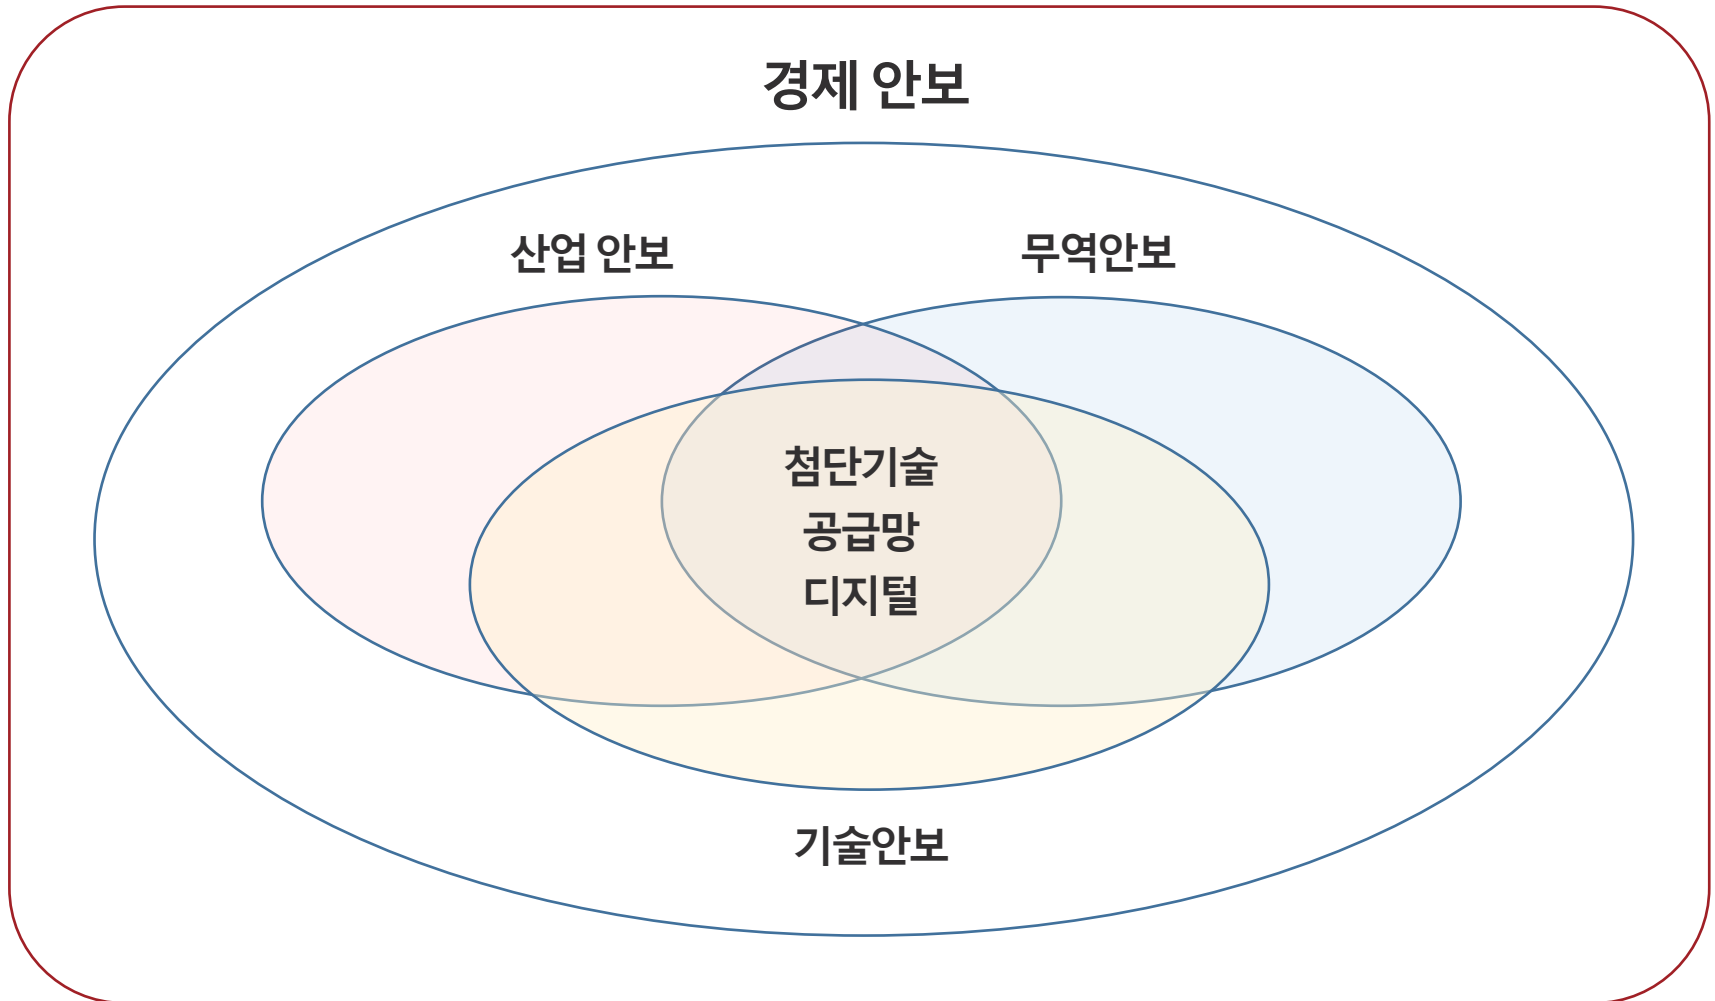 경제 안보
산업 안보
무역안보
첨단기술
공급망
디지털
기술안보